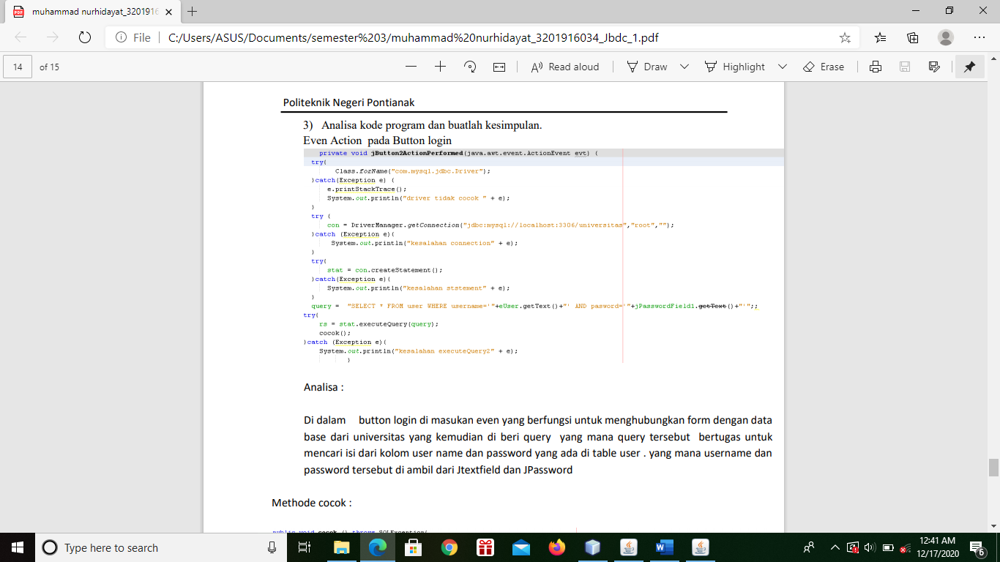 muhammad nurhidayat_3201916
File
C:/Users/ASUS/Documents/semester%203/muhammad%20nurhidayat_3201916034_Jbdc_1.pdf
14 of 15
Read aloud
Draw
Highlight
Erase
Politeknik Negeri Pontianak
3) Analisa kode program dan buatlah kesimpulan.
Even Action pada Button login
private void jButton2ActionPerformed(java.awt.event.ActionEvent evt) {
try{
Class.forName("com.mysql.jdbc.Driver");
}catch(Exception e) {
e.printStackTrace();
System.out.println("driver tidak cocok " + e);
}
try {
con = DriverManager.getConnection("jdbc:mysql://localhost:3306/universitas","root","");
}catch (Exception e){
System.out.println("kesalahan connection" + e);
}
try{
stat = con.createStatement();
}catch(Exception e){
System.out.println("kesalahan ststement" + e);
}
query = "SELECT * FROM user WHERE username='"+eUser.getText()+"' AND pasword='"+jPasswordField1.getText()+"'";;
try{
rs = stat.executeQuery(query);
cocok();
}catch (Exception e){
System.out.println("kesalahan executeQuery2" + e);
}
Analisa :
Di dalam button login di masukan even yang berfungsi untuk menghubungkan form dengan data
base dari universitas yang kemudian di beri query yang mana query tersebut bertugas untuk
mencari isi dari kolom user name dan password yang ada di table user . yang mana username dan
password tersebut di ambil dari Jtextfield dan JPassword
Methode cocok :
public void cocok () throws SQLException{
Type here to search
12:41 AM
12/17/2020
6